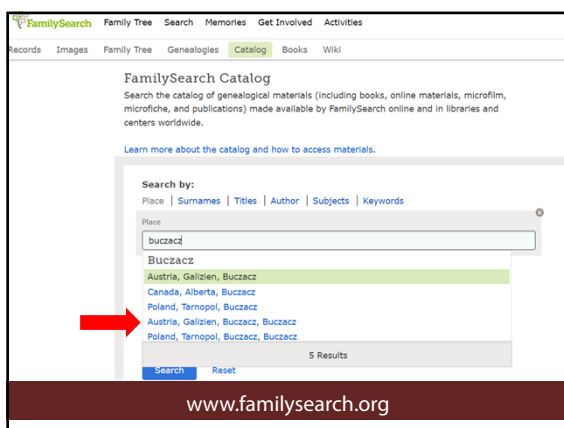 FamilySearch Family Tree Search Memories Get Involved Activities
Records Images Family Tree Genealogies Catalog Books Wiki
FamilySearch Catalog
Search the catalog of genealogical materials (including books, online materials, microfilm,
microfiche, and publications) made available by FamilySearch online and in libraries and
centers worldwide.
Learn more about the catalog and how to access materials.
Search by:
Place | Surnames | Titles | Author | Subjects | Keywords
Place
buczacz
Buczacz
Austria, Galizien, Buczacz
Canada, Alberta, Buczacz
Poland, Tarnopol, Buczacz
Austria, Galizien, Buczacz, Buczacz
Poland, Tarnopol, Buczacz, Buczacz
5 Results
Search Reset
www.familysearch.org